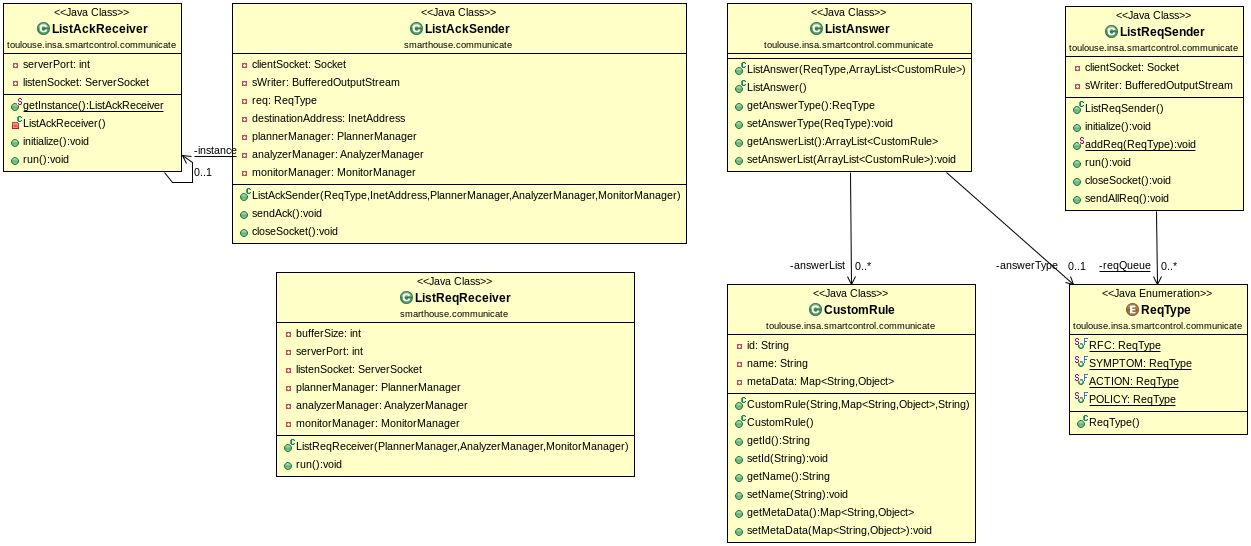 <<Java Class>>
ListAckReceiver
toulouse.insa.smartcontrol.communicate
serverPort: int
listenSocket: ServerSocket
getInstance():ListAckReceiver
ListAckReceiver()
initialize():void
run():void
-instance
0..1
<<Java Class>>
ListAckSender
smarthouse.communicate
clientSocket: Socket
sWriter: BufferedOutputStream
req: ReqType
destinationAddress: InetAddress
plannerManager: PlannerManager
analyzerManager: AnalyzerManager
monitorManager: MonitorManager
ListAckSender(ReqType,InetAddress,PlannerManager,AnalyzerManager,MonitorManager)
sendAck():void
closeSocket():void
<<Java Class>>
ListReqReceiver
smarthouse.communicate
bufferSize: int
serverPort: int
listenSocket: ServerSocket
plannerManager: PlannerManager
analyzerManager: AnalyzerManager
monitorManager: MonitorManager
ListReqReceiver(PlannerManager,AnalyzerManager,MonitorManager)
run():void
<<Java Class>>
ListAnswer
toulouse.insa.smartcontrol.communicate
ListAnswer(ReqType,ArrayList<CustomRule>)
ListAnswer()
getAnswerType():ReqType
setAnswerType(ReqType):void
getAnswerList():ArrayList<CustomRule>
setAnswerList(ArrayList<CustomRule>):void
-answerList 0..*
-answerType 0..1
<<Java Class>>
CustomRule
toulouse.insa.smartcontrol.communicate
id: String
name: String
metaData: Map<String,Object>
CustomRule(String,Map<String,Object>,String)
CustomRule()
getId():String
setId(String):void
getName():String
setName(String):void
getMetaData():Map<String,Object>
setMetaData(Map<String,Object>):void
<<Java Class>>
ListReqSender
toulouse.insa.smartcontrol.communicate
clientSocket: Socket
sWriter: BufferedOutputStream
ListReqSender()
initialize():void
addReq(ReqType):void
run():void
closeSocket():void
sendAllReq():void
-reqQueue 0..*
<<Java Enumeration>>
ReqType
toulouse.insa.smartcontrol.communicate
RFC: ReqType
SYMPTOM: ReqType
ACTION: ReqType
POLICY: ReqType
ReqType()